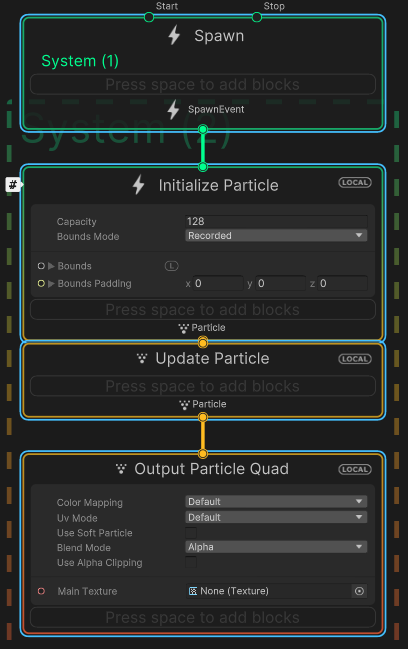 Start Stop
Spawn
System (1)
Press space to add blocks
SpawnEvent
System (2)
#
Initialize Particle LOCAL
Capacity 128
Bounds Mode Recorded
Bounds L
Bounds Padding x 0 y 0 z 0
Press space to add blocks
Particle
Update Particle LOCAL
Press space to add blocks
Particle
Output Particle Quad LOCAL
Color Mapping Default
Uv Mode Default
Use Soft Particle
Blend Mode Alpha
Use Alpha Clipping
Main Texture None (Texture)
Press space to add blocks